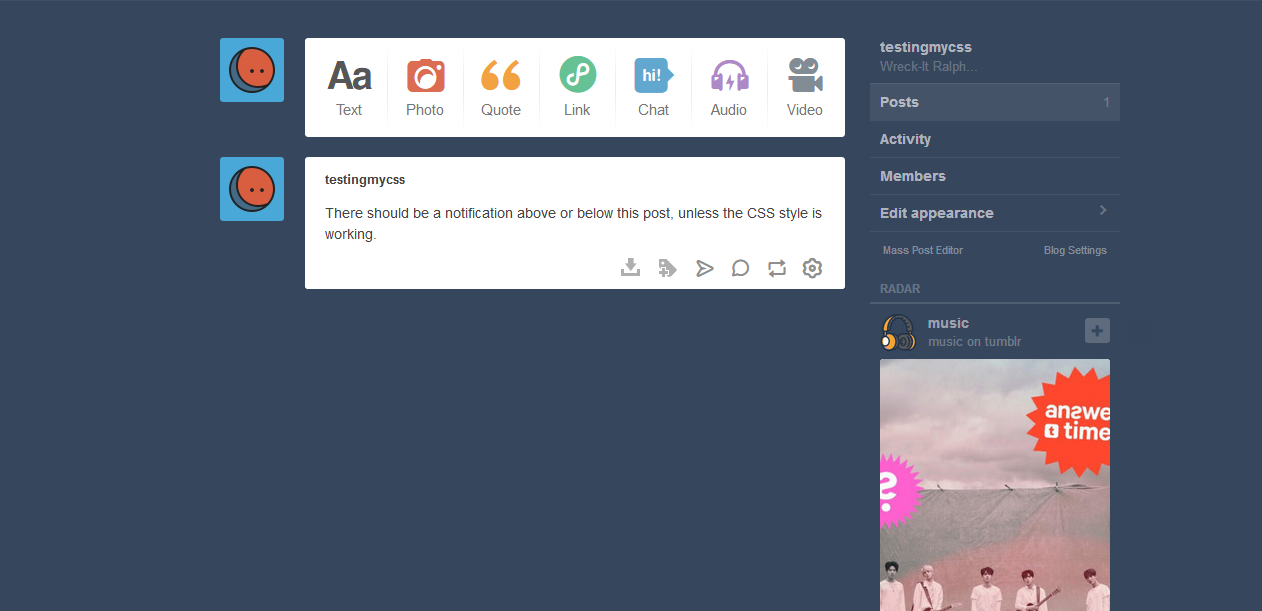 Aa
Text
Photo
Quote
Link
hi!
Chat
Audio
Video
testingmycss
There should be a notification above or below this post, unless the CSS style is
working.
testingmycss
Wreck-It Ralph...
Posts 1
Activity
Members
Edit appearance
Mass Post Editor Blog Settings
RADAR
music
music on tumblr
answe
t time
?